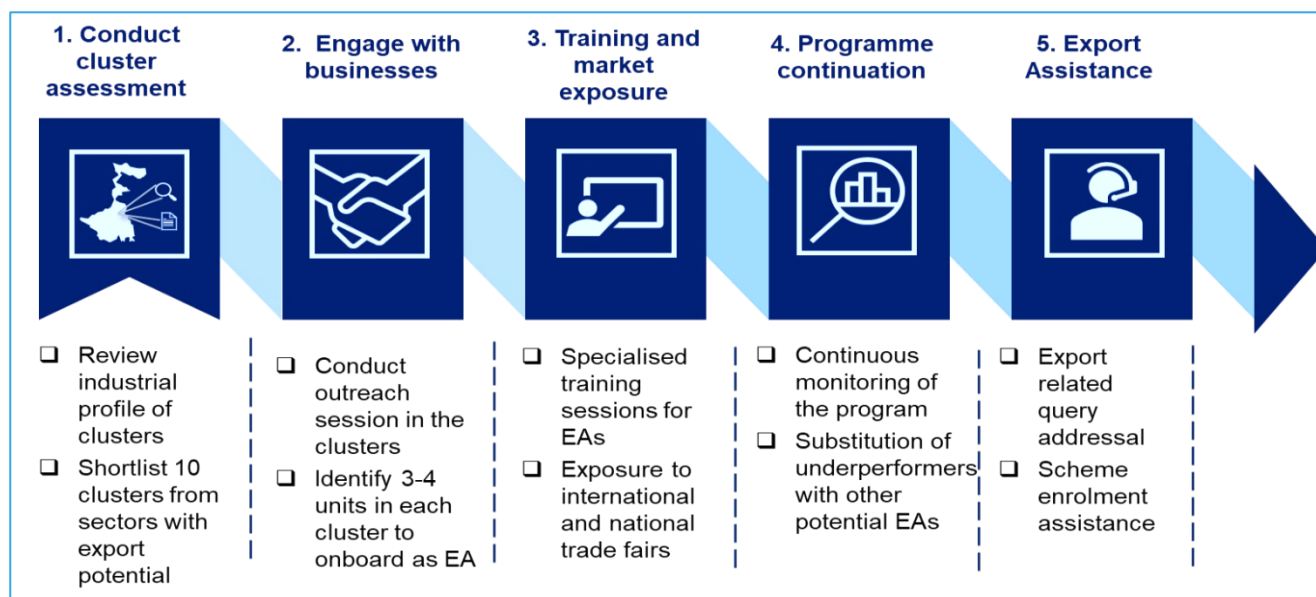 1. Conduct
cluster
assessment
2. Engage with
businesses
3. Training and
market
exposure
4. Programme
continuation
5. Export
Assistance
❑ Review
industrial
profile of
clusters
❑ Shortlist 10
clusters from
sectors with
export
potential
❑ Conduct
outreach
session in the
clusters
❑ Identify 3-4
units in each
cluster to
onboard as EA
❑ Specialised
training
sessions for
EAs
❑ Exposure to
international
and national
trade fairs
❑ Continuous
monitoring of
the program
❑ Substitution of
underperformers
with other
potential EAs
❑ Export
related
query
addressal
❑ Scheme
enrolment
assistance